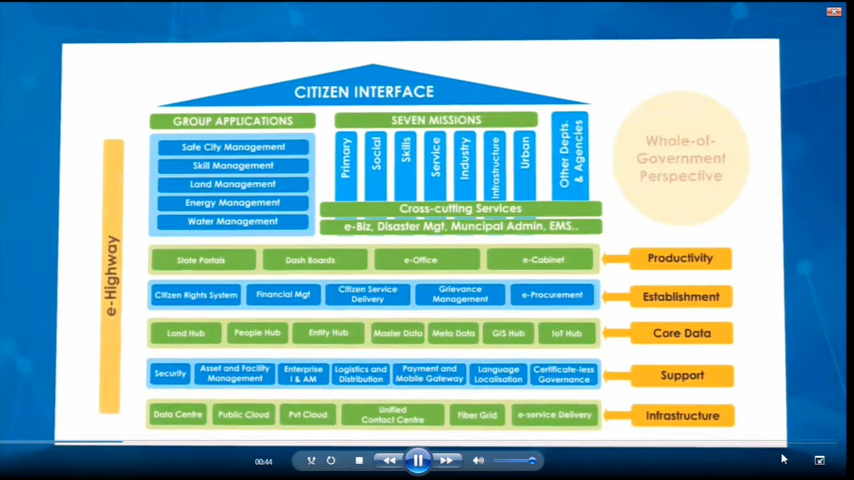 CITIZEN INTERFACE
GROUP APPLICATIONS
Safe City Management
Skill Management
Land Management
Energy Management
Water Management
SEVEN MISSIONS
Primary
Social
Skills
Service
Industry
Infrastructure
Urban
Other Depts.
& Agencies
Cross-cutting Services
e-Biz, Disaster Mgt, Muncipal Admin, EMS..
Whole-of-
Government
Perspective
e-Highway
State Portals
Dash Boards
e-Office
e-Cabinet
Productivity
Citizen Rights System
Financial Mgt
Citizen Service
Delivery
Grievance
Management
e-Procurement
Establishment
Land Hub
People Hub
Entity Hub
Master Data
Meta Data
GIS Hub
IoT Hub
Core Data
Security
Asset and Facility
Management
Enterprise
I & AM
Logistics and
Distribution
Payment and
Mobile Gateway
Language
Localisation
Certificate-less
Governance
Support
Data Centre
Public Cloud
Pvt Cloud
Unified
Contact Centre
Fiber Grid
e-service Delivery
Infrastructure
00:44